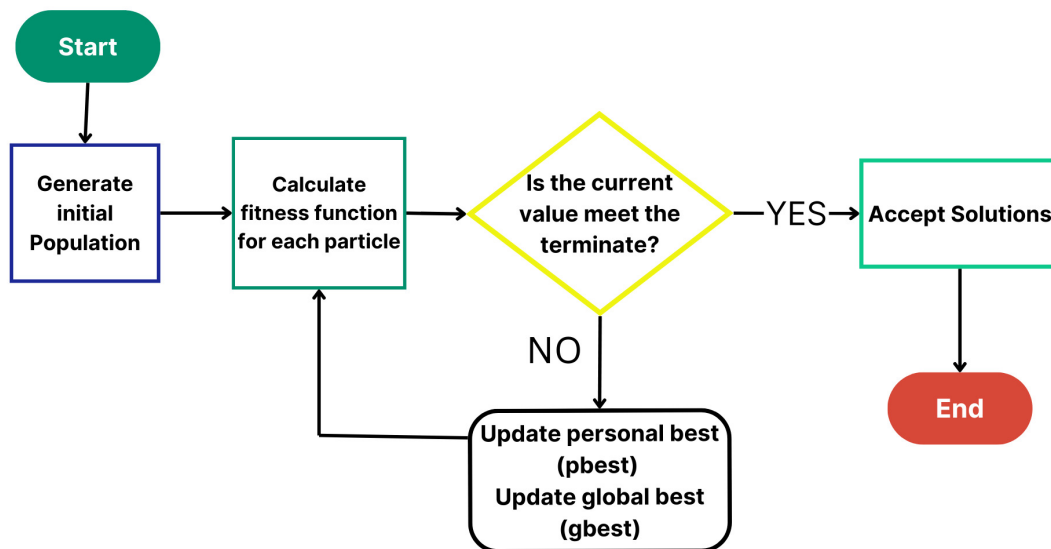 Start
Generate
initial
Population
Calculate
fitness function
for each particle
Is the current
value meet the
terminate?
YES
Accept Solutions
NO
End
Update personal best
(pbest)
Update global best
(gbest)